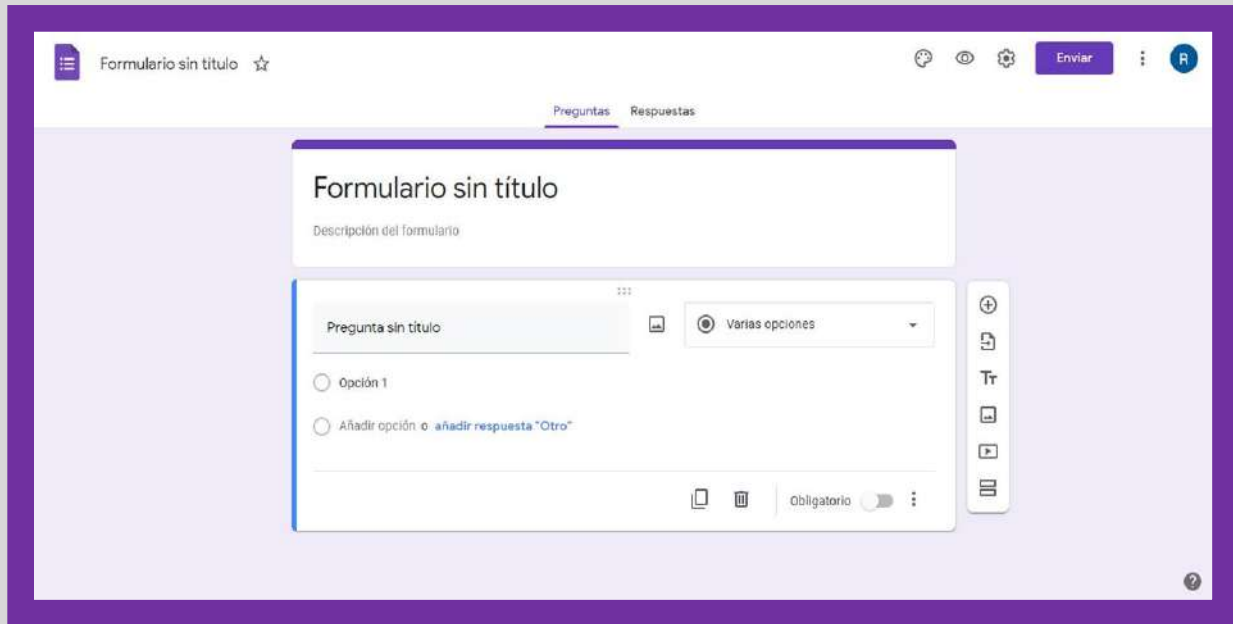 Formulario sin título
Enviar
R
Preguntas Respuestas
Formulario sin título
Descripción del formulario
Pregunta sin título
Varias opciones
Opción 1
Añadir opción o añadir respuesta "Otro"
Tт
Obligatorio
?